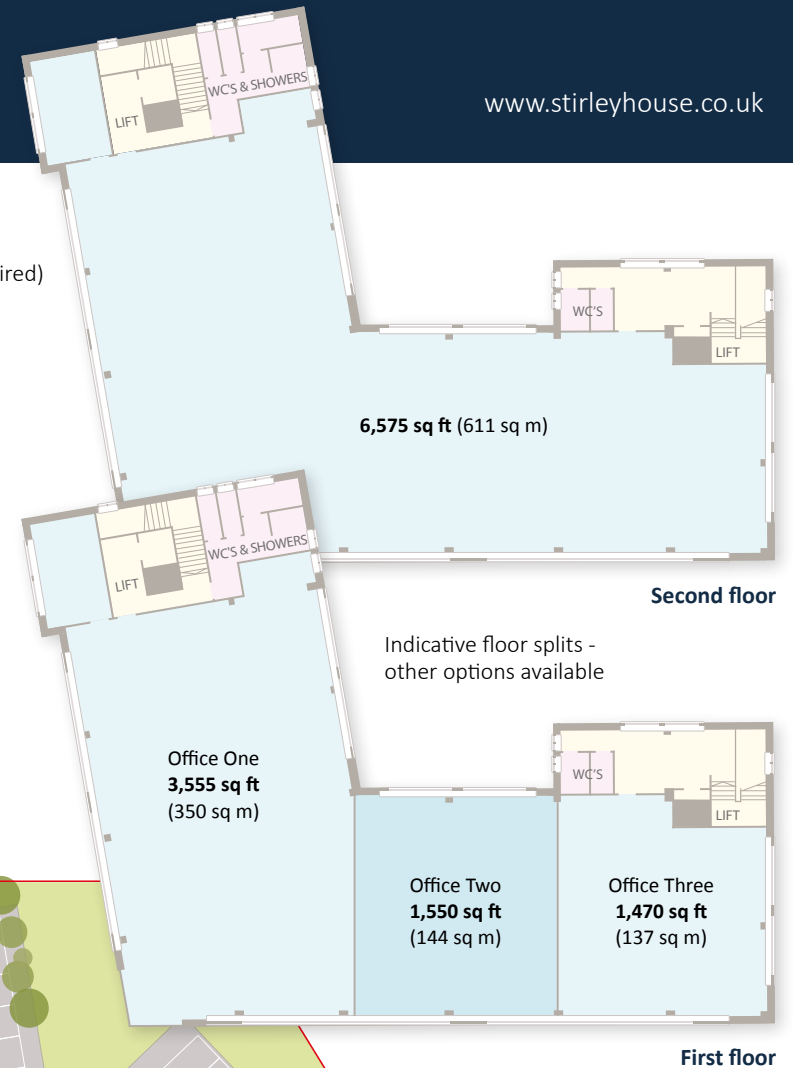 www.stirleyhouse.co.uk
ired)
LIFT
WC'S & SHOWERS
WC'S
LIFT
6,575 sq ft (611 sq m)
Second floor
LIFT
WC'S & SHOWERS
Indicative floor splits -
other options available
Office One
3,555 sq ft
(350 sq m)
WC'S
LIFT
Office Two
1,550 sq ft
(144 sq m)
Office Three
1,470 sq ft
(137 sq m)
First floor